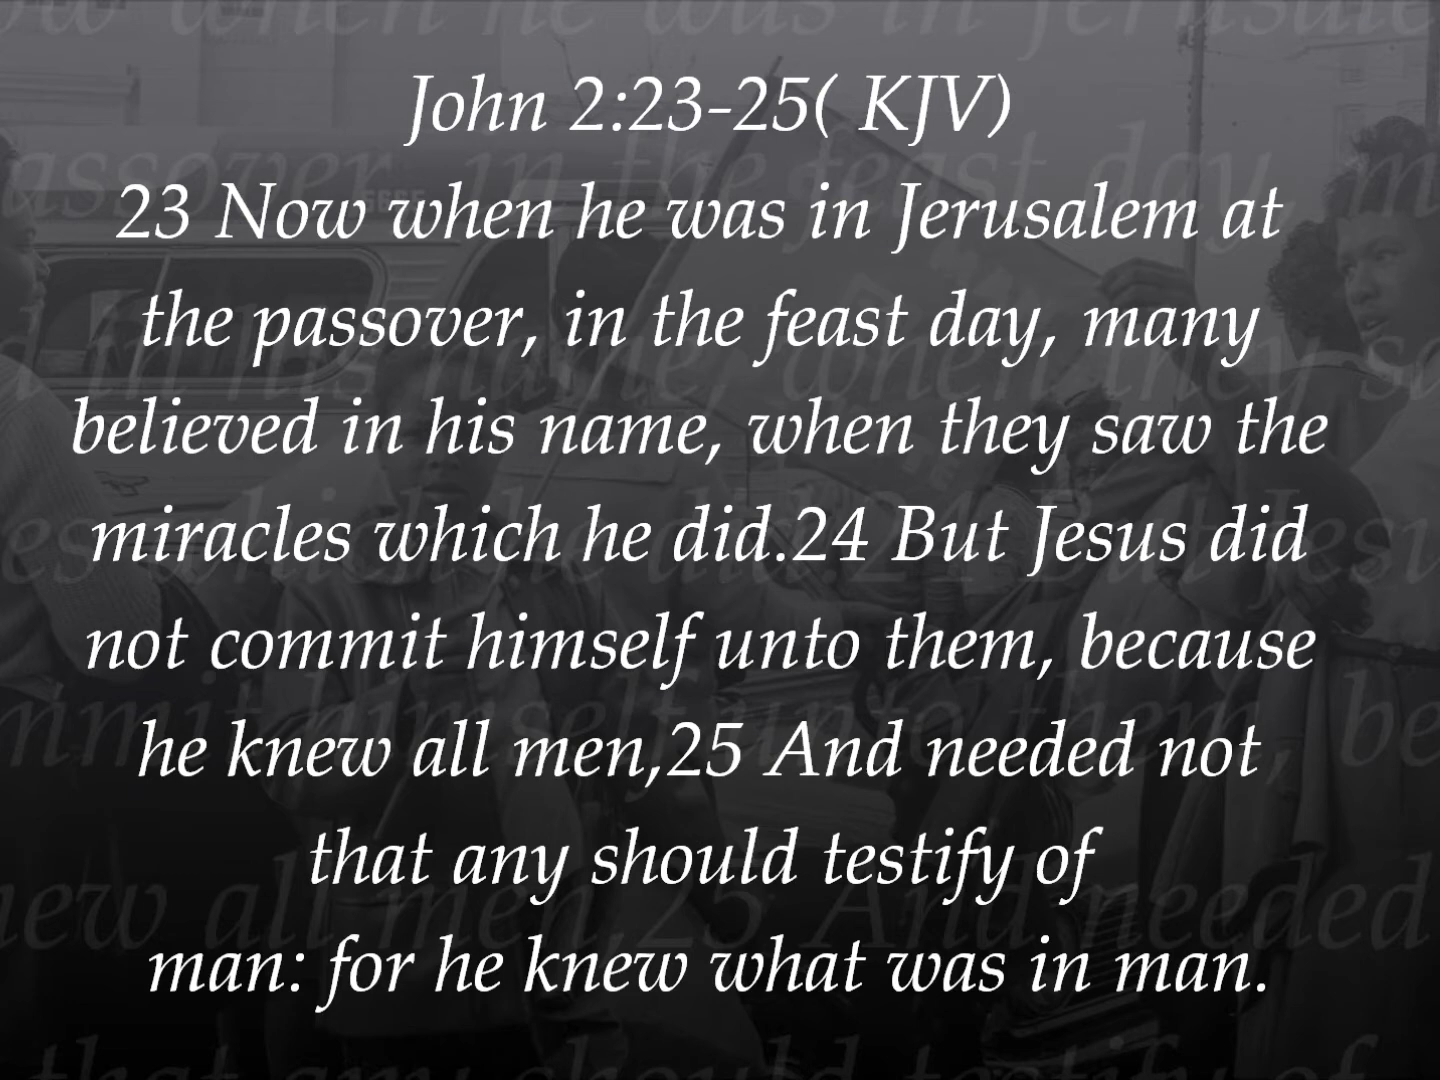 John 2:23-25( KJV)
23 Now when he was in Jerusalem at
the passover, in the feast day, many
believed in his name, when they saw the
miracles which he did.24 But Jesus did
not commit himself unto them, because
he knew all men,25 And needed not
that any should testify of
man: for he knew what was in man.